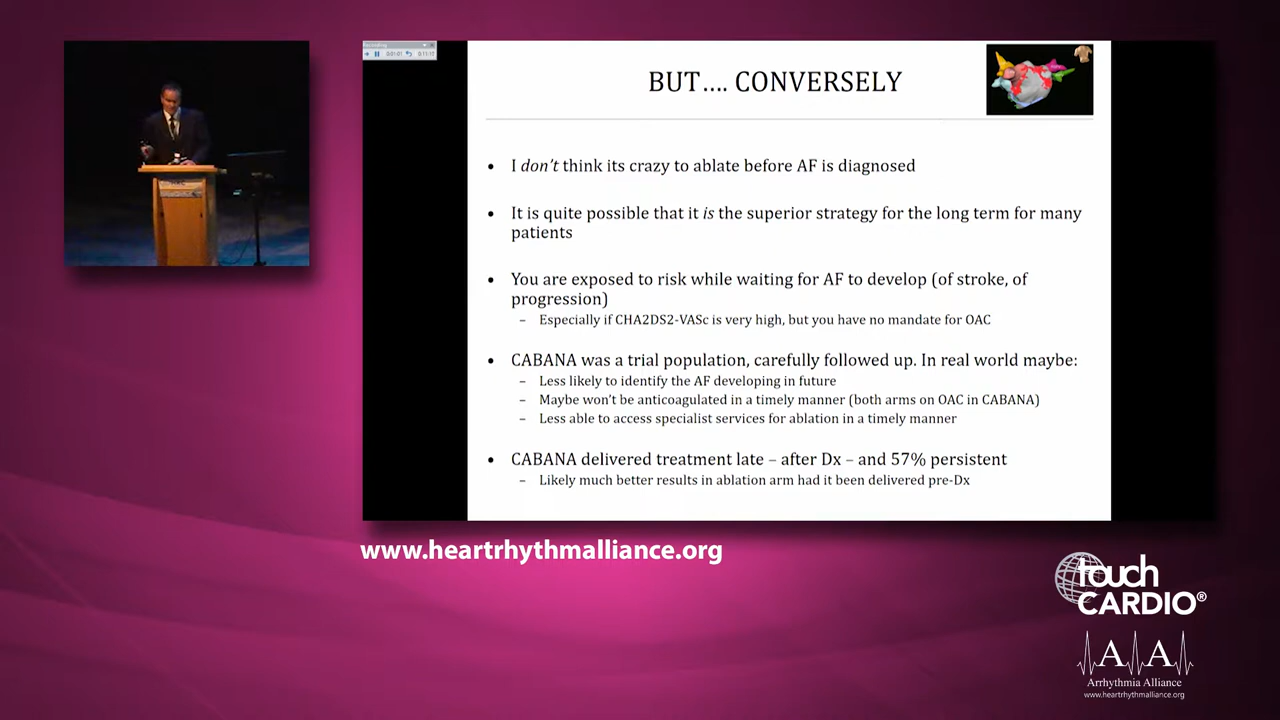 Recording
0:01:01
0:11:10
BUT…. CONVERSELY
• I don't think its crazy to ablate before AF is diagnosed
• It is quite possible that it is the superior strategy for the long term for many
patients
• You are exposed to risk while waiting for AF to develop (of stroke, of
progression)
– Especially if CHA2DS2-VASc is very high, but you have no mandate for OAC
• CABANA was a trial population, carefully followed up. In real world maybe:
– Less likely to identify the AF developing in future
– Maybe won't be anticoagulated in a timely manner (both arms on OAC in CABANA)
– Less able to access specialist services for ablation in a timely manner
• CABANA delivered treatment late – after Dx – and 57% persistent
– Likely much better results in ablation arm had it been delivered pre-Dx
www.heartrhythmalliance.org
touch
CARDIO®
A A
Arrhythmia Alliance
www.heartrhythmalliance.org